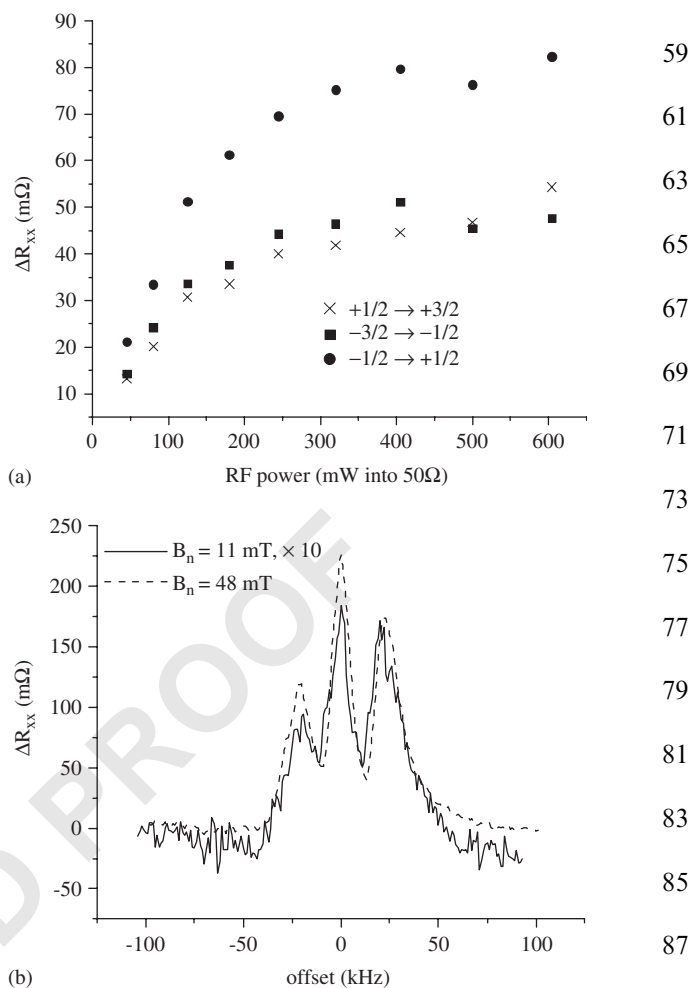 90
80
70
60
50
40
30
20
10
ΔR_xx (mΩ)
× +1/2 → +3/2
■ −3/2 → −1/2
● −1/2 → +1/2
0 100 200 300 400 500 600
(a) RF power (mW into 50Ω)
250
200
150
100
50
0
-50
ΔR_xx (mΩ)
B_n = 11 mT, × 10
B_n = 48 mT
-100 -50 0 50 100
(b) offset (kHz)
D PROOF
59
61
63
65
67
69
71
73
75
77
79
81
83
85
87